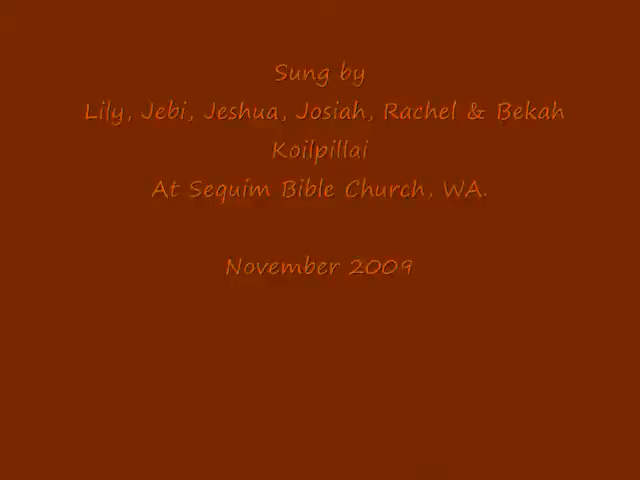 Sung by
Lily, Jebi, Jeshua, Josiah, Rachel & Bekah
Koilpillai
At Sequim Bible Church, WA.
November 2009